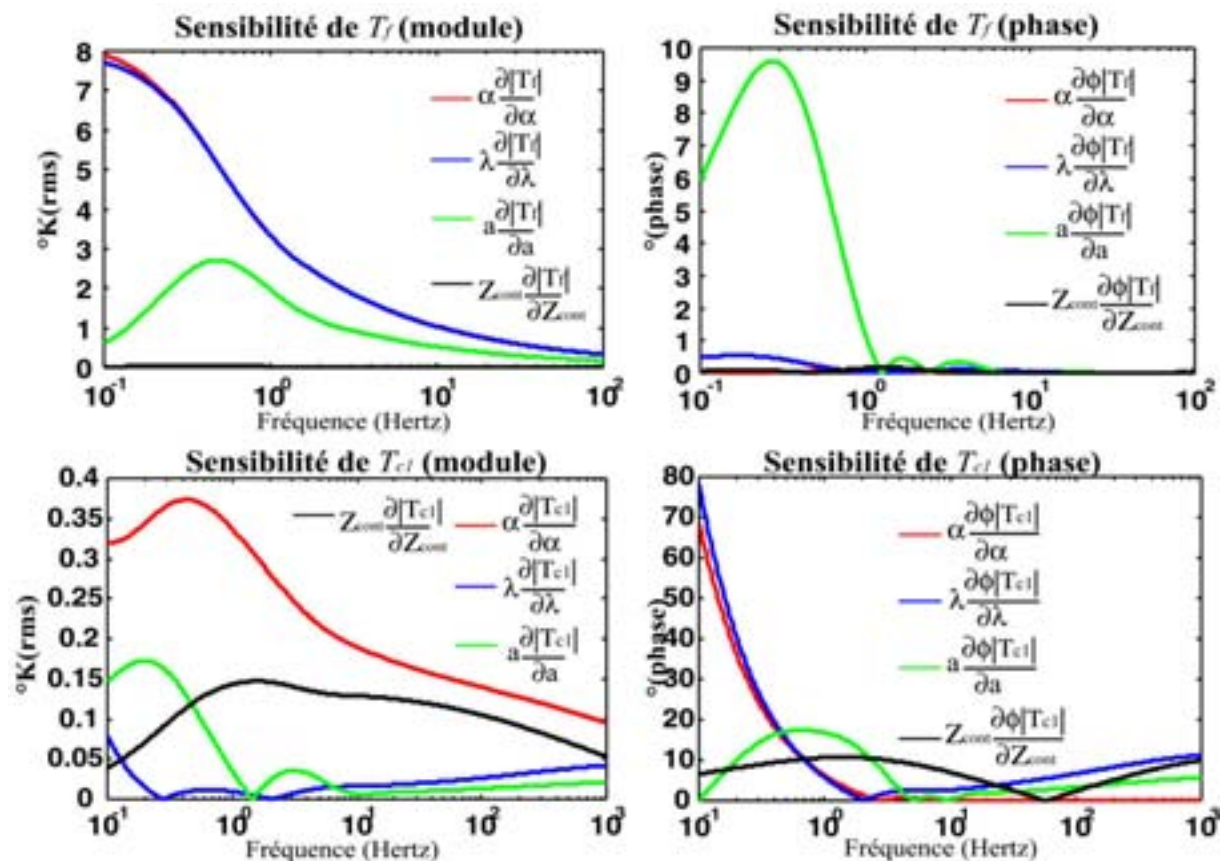 Sensibilité de Tf (module)
8
7
6
5
4
3
2
1
0
°K(rms)
α ∂|Tf| / ∂α
λ ∂|Tf| / ∂λ
a ∂|Tf| / ∂a
Zcont ∂|Tf| / ∂Zcont
10⁻¹ 10⁰ 10¹ 10²
Fréquence (Hertz)
Sensibilité de Tf (phase)
10
9
8
7
6
5
4
3
2
1
0
°(phase)
α ∂ϕ|Tf| / ∂α
λ ∂ϕ|Tf| / ∂λ
a ∂ϕ|Tf| / ∂a
Zcont ∂ϕ|Tf| / ∂Zcont
10⁻¹ 10⁰ 10¹ 10²
Fréquence (Hertz)
Sensibilité de Tc1 (module)
0.4
0.35
0.3
0.25
0.2
0.15
0.1
0.05
0
°K(rms)
Zcont ∂|Tc1| / ∂Zcont
α ∂|Tc1| / ∂α
λ ∂|Tc1| / ∂λ
a ∂|Tc1| / ∂a
10⁻¹ 10⁰ 10¹ 10² 10³
Fréquence (Hertz)
Sensibilité de Tc1 (phase)
80
70
60
50
40
30
20
10
0
°(phase)
α ∂ϕ|Tc1| / ∂α
λ ∂ϕ|Tc1| / ∂λ
a ∂ϕ|Tc1| / ∂a
Zcont ∂ϕ|Tc1| / ∂Zcont
10⁻¹ 10⁰ 10¹ 10² 10³
Fréquence (Hertz)